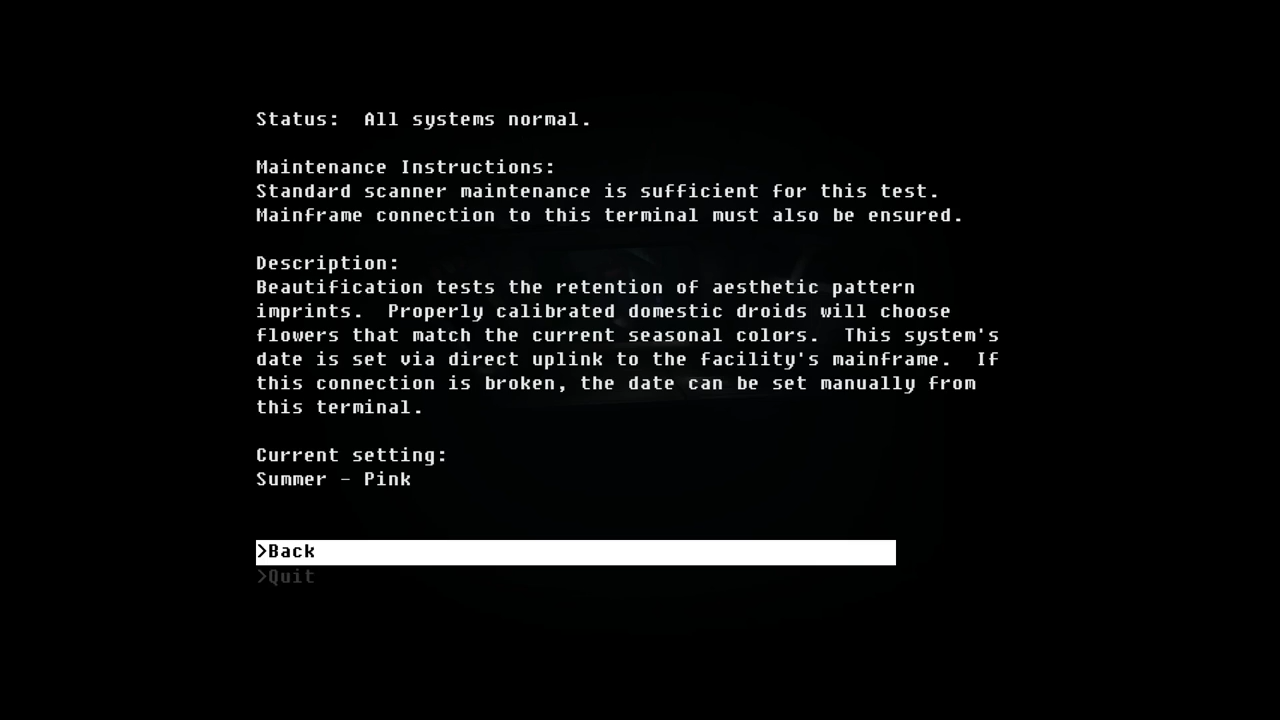 Status:  All systems normal.
Maintenance Instructions:
Standard scanner maintenance is sufficient for this test.
Mainframe connection to this terminal must also be ensured.
Description:
Beautification tests the retention of aesthetic pattern
imprints.  Properly calibrated domestic droids will choose
flowers that match the current seasonal colors.  This system's
date is set via direct uplink to the facility's mainframe.  If
this connection is broken, the date can be set manually from
this terminal.
Current setting:
Summer - Pink
>Back
>Quit